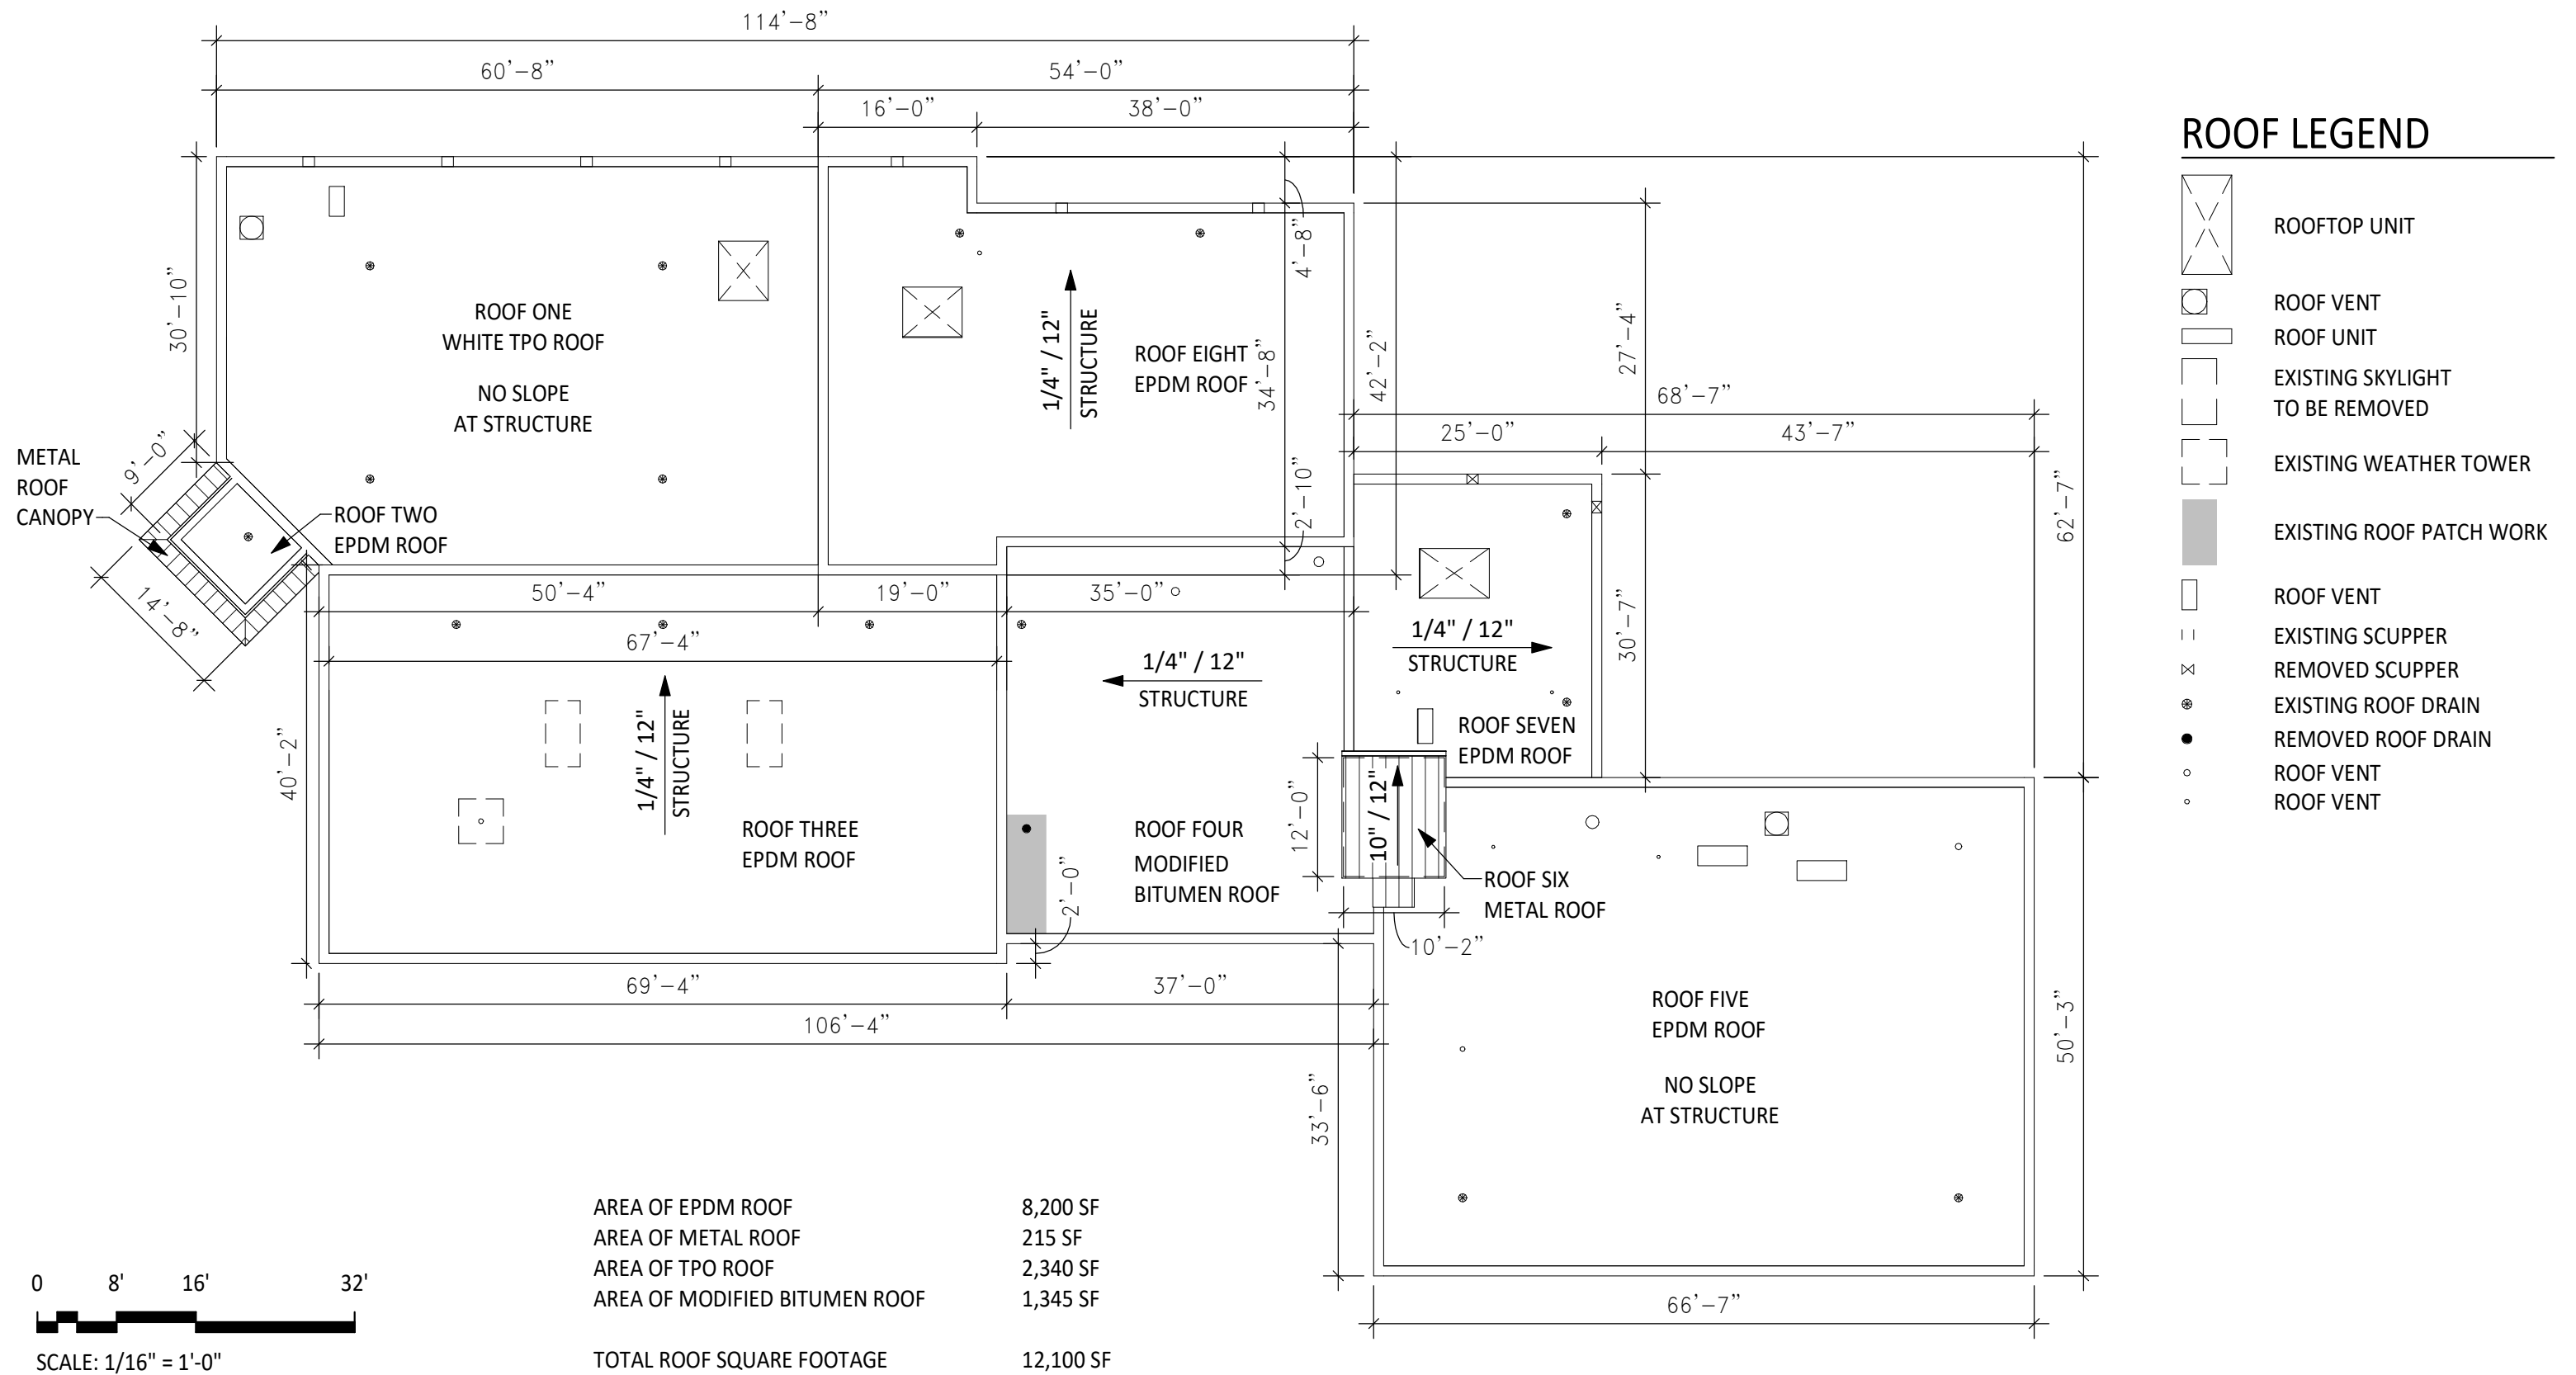 114'-8"
60'-8"
54'-0"
16'-0"
38'-0"
30'-10"
ROOF ONE
WHITE TPO ROOF
NO SLOPE
AT STRUCTURE
1/4" / 12"
STRUCTURE
ROOF EIGHT
EPDM ROOF
4'-8"
34'-8"
2'-10"
42'-2"
27'-4"
68'-7"
25'-0"
43'-7"
62'-7"
METAL
ROOF
CANOPY
9'-0"
14'-8"
ROOF TWO
EPDM ROOF
50'-4"
19'-0"
35'-0"
67'-4"
40'-2"
1/4" / 12"
STRUCTURE
ROOF THREE
EPDM ROOF
1/4" / 12"
STRUCTURE
ROOF FOUR
MODIFIED
BITUMEN ROOF
2'-0"
1/4" / 12"
STRUCTURE
30'-7"
ROOF SEVEN
EPDM ROOF
12'-0"
10" / 12"
ROOF SIX
METAL ROOF
10'-2"
69'-4"
37'-0"
106'-4"
33'-6"
ROOF FIVE
EPDM ROOF
NO SLOPE
AT STRUCTURE
50'-3"
66'-7"
AREA OF EPDM ROOF 8,200 SF
AREA OF METAL ROOF 215 SF
AREA OF TPO ROOF 2,340 SF
AREA OF MODIFIED BITUMEN ROOF 1,345 SF
TOTAL ROOF SQUARE FOOTAGE 12,100 SF
0 8' 16' 32'
SCALE: 1/16" = 1'-0"
ROOF LEGEND
ROOFTOP UNIT
ROOF VENT
ROOF UNIT
EXISTING SKYLIGHT
TO BE REMOVED
EXISTING WEATHER TOWER
EXISTING ROOF PATCH WORK
ROOF VENT
EXISTING SCUPPER
REMOVED SCUPPER
EXISTING ROOF DRAIN
REMOVED ROOF DRAIN
ROOF VENT
ROOF VENT